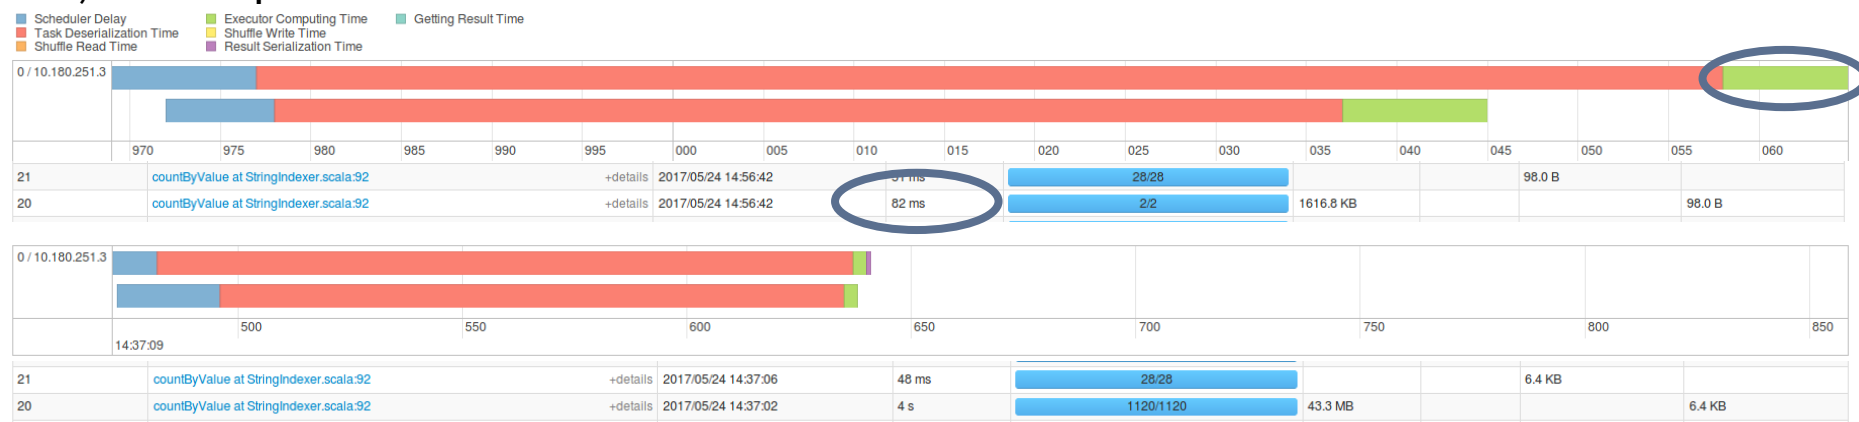 Scheduler Delay Executor Computing Time Getting Result Time
Task Deserialization Time Shuffle Write Time
Shuffle Read Time Result Serialization Time
0 / 10.180.251.3
970 975 980 985 990 995 000 005 010 015 020 025 030 035 040 045 050 055 060
21 countByValue at StringIndexer.scala:92 +details 2017/05/24 14:56:42 ms 28/28 98.0 B
20 countByValue at StringIndexer.scala:92 +details 2017/05/24 14:56:42 82 ms 2/2 1616.8 KB 98.0 B
0 / 10.180.251.3
500 550 600 650 700 750 800 850
14:37:09
21 countByValue at StringIndexer.scala:92 +details 2017/05/24 14:37:06 48 ms 28/28 6.4 KB
20 countByValue at StringIndexer.scala:92 +details 2017/05/24 14:37:02 4 s 1120/1120 43.3 MB 6.4 KB